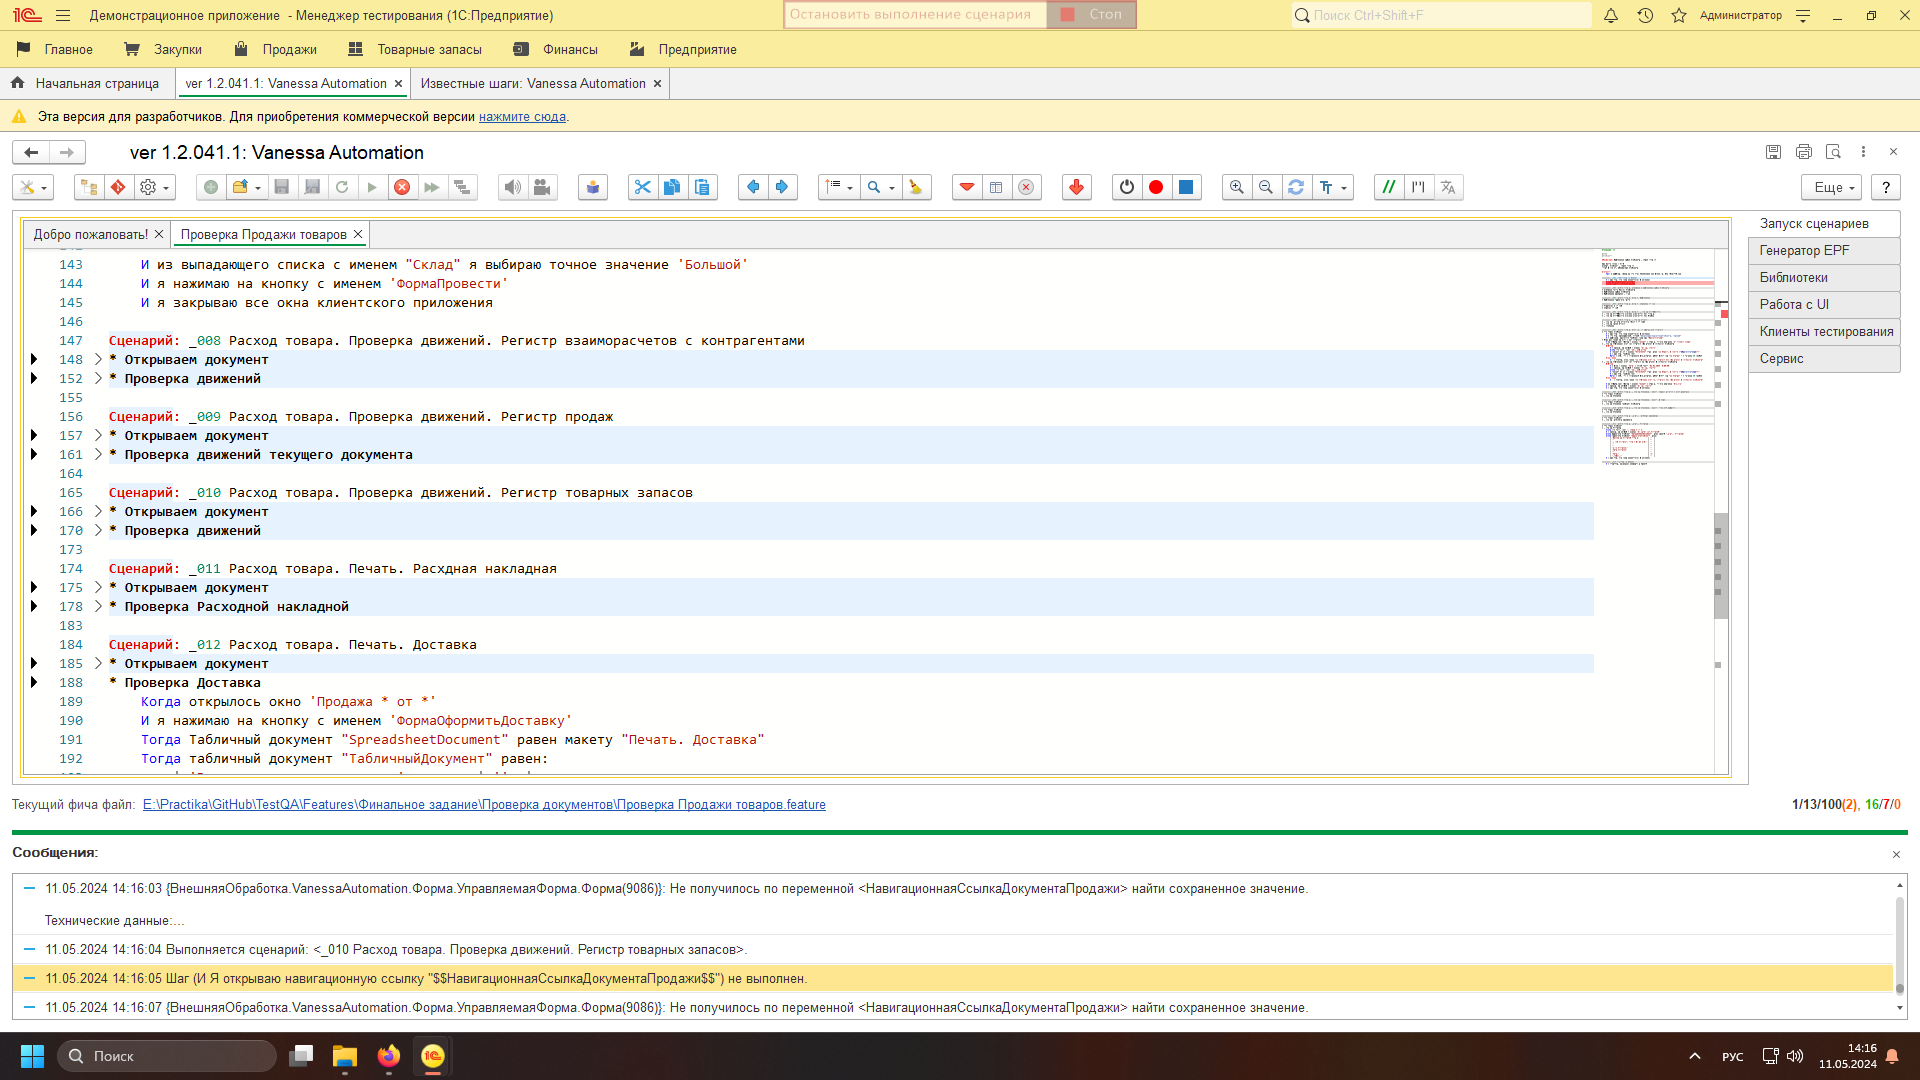 Демонстрационное приложение - Менеджер тестирования (1С:Предприятие)
Остановить выполнение сценария
Стоп
Поиск Ctrl+Shift+F
Администратор
Главное
Закупки
Продажи
Товарные запасы
Финансы
Предприятие
Начальная страница
ver 1.2.041.1: Vanessa Automation
Известные шаги: Vanessa Automation
Эта версия для разработчиков. Для приобретения коммерческой версии нажмите сюда.
ver 1.2.041.1: Vanessa Automation
Еще
?
Добро пожаловать!
Проверка Продажи товаров
143 И из выпадающего списка с именем "Склад" я выбираю точное значение 'Большой'
144 И я нажимаю на кнопку с именем 'ФормаПровести'
145 И я закрываю все окна клиентского приложения
146
147 Сценарий: _008 Расход товара. Проверка движений. Регистр взаиморасчетов с контрагентами
148 * Открываем документ
152 * Проверка движений
155
156 Сценарий: _009 Расход товара. Проверка движений. Регистр продаж
157 * Открываем документ
161 * Проверка движений текущего документа
164
165 Сценарий: _010 Расход товара. Проверка движений. Регистр товарных запасов
166 * Открываем документ
170 * Проверка движений
173
174 Сценарий: _011 Расход товара. Печать. Расхдная накладная
175 * Открываем документ
178 * Проверка Расходной накладной
183
184 Сценарий: _012 Расход товара. Печать. Доставка
185 * Открываем документ
188 * Проверка Доставка
189 Когда открылось окно 'Продажа * от *'
190 И я нажимаю на кнопку с именем 'ФормаОформитьДоставку'
191 Тогда Табличный документ "SpreadsheetDocument" равен макету "Печать. Доставка"
192 Тогда табличный документ "ТабличныйДокумент" равен:
Запуск сценариев
Генератор EPF
Библиотеки
Работа с UI
Клиенты тестирования
Сервис
Текущий фича файл: E:\Practika\GitHub\TestQA\Features\Финальное задание\Проверка документов\Проверка Продажи товаров.feature
1/13/100(2), 16/7/0
Сообщения:
11.05.2024 14:16:03 {ВнешняяОбработка.VanessaAutomation.Форма.УправляемаяФорма.Форма(9086)}: Не получилось по переменной <НавигационнаяСсылкаДокументаПродажи> найти сохраненное значение.
Технические данные:...
11.05.2024 14:16:04 Выполняется сценарий: <_010 Расход товара. Проверка движений. Регистр товарных запасов>.
11.05.2024 14:16:05 Шаг (И Я открываю навигационную ссылку "$$НавигационнаяСсылкаДокументаПродажи$$") не выполнен.
11.05.2024 14:16:07 {ВнешняяОбработка.VanessaAutomation.Форма.УправляемаяФорма.Форма(9086)}: Не получилось по переменной <НавигационнаяСсылкаДокументаПродажи> найти сохраненное значение.
Поиск
РУС
14:16
11.05.2024